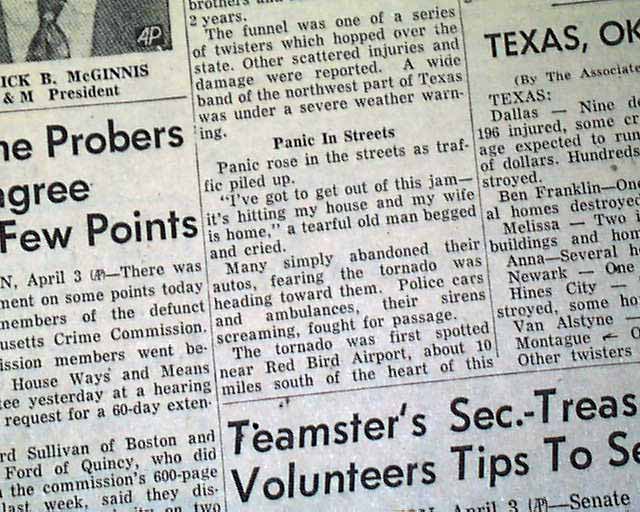 AP
RICK B. McGINNIS
& M President
ne Probers
agree
Few Points
N, April 3 (AP)—There was
ment on some points today
members of the defunct
usetts Crime Commission.
ission members went be-
House Ways and Means
tee yesterday at a hearing
request for a 60-day exten-
rd Sullivan of Boston and
Ford of Quincy, who did
the commission's 600-page
last week, said they dis-
on two
brothers and
2 years.
The funnel was one of a series
of twisters which hopped over the
state. Other scattered injuries and
damage were reported. A wide
band of the northwest part of Texas
was under a severe weather warn-
ing.
Panic In Streets
Panic rose in the streets as traf-
fic piled up.
"I've got to get out of this jam—
it's hitting my house and my wife
is home," a tearful old man begged
and cried.
Many simply abandoned their
autos, fearing the tornado was
heading toward them. Police cars
and ambulances, their sirens
screaming, fought for passage.
The tornado was first spotted
near Red Bird Airport, about 10
miles south of the heart of this
TEXAS, OK
(By The Associate
TEXAS:
Dallas — Nine de
196 injured, some cr
age expected to run
of dollars. Hundreds
stroyed.
Ben Franklin—On
al homes destroyed
Melissa — Two
buildings and hom
Anna—Several h
Newark — One
Hines City —
stroyed, some ho
Van Alstyne —
Montague —
Other twisters
Teamster's Sec.-Treas
Volunteers Tips To Se
April 3 (AP)—Senate